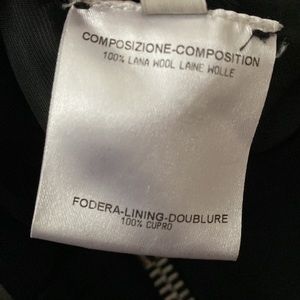 COMPOSIZIONE-COMPOSITION
100% LANA WOOL LAINE WOLLE
FODERA-LINING-DOUBLURE
100% CUPRO